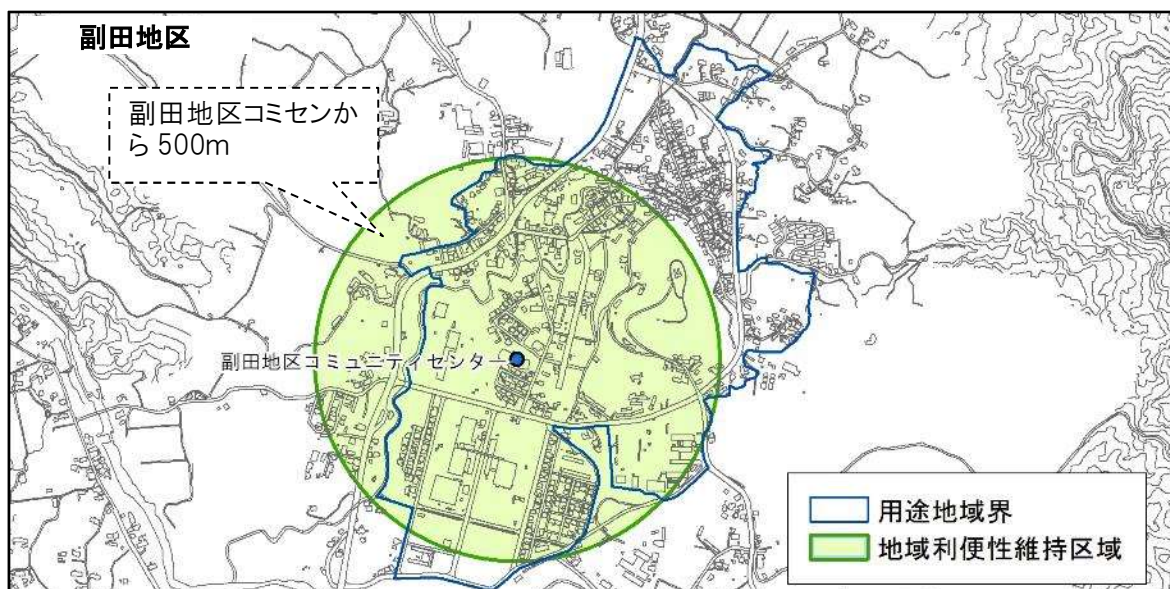 副田地区
副田地区コミセンか
ら500m
副田地区コミュニティセンター
用途地域界
地域利便性維持区域